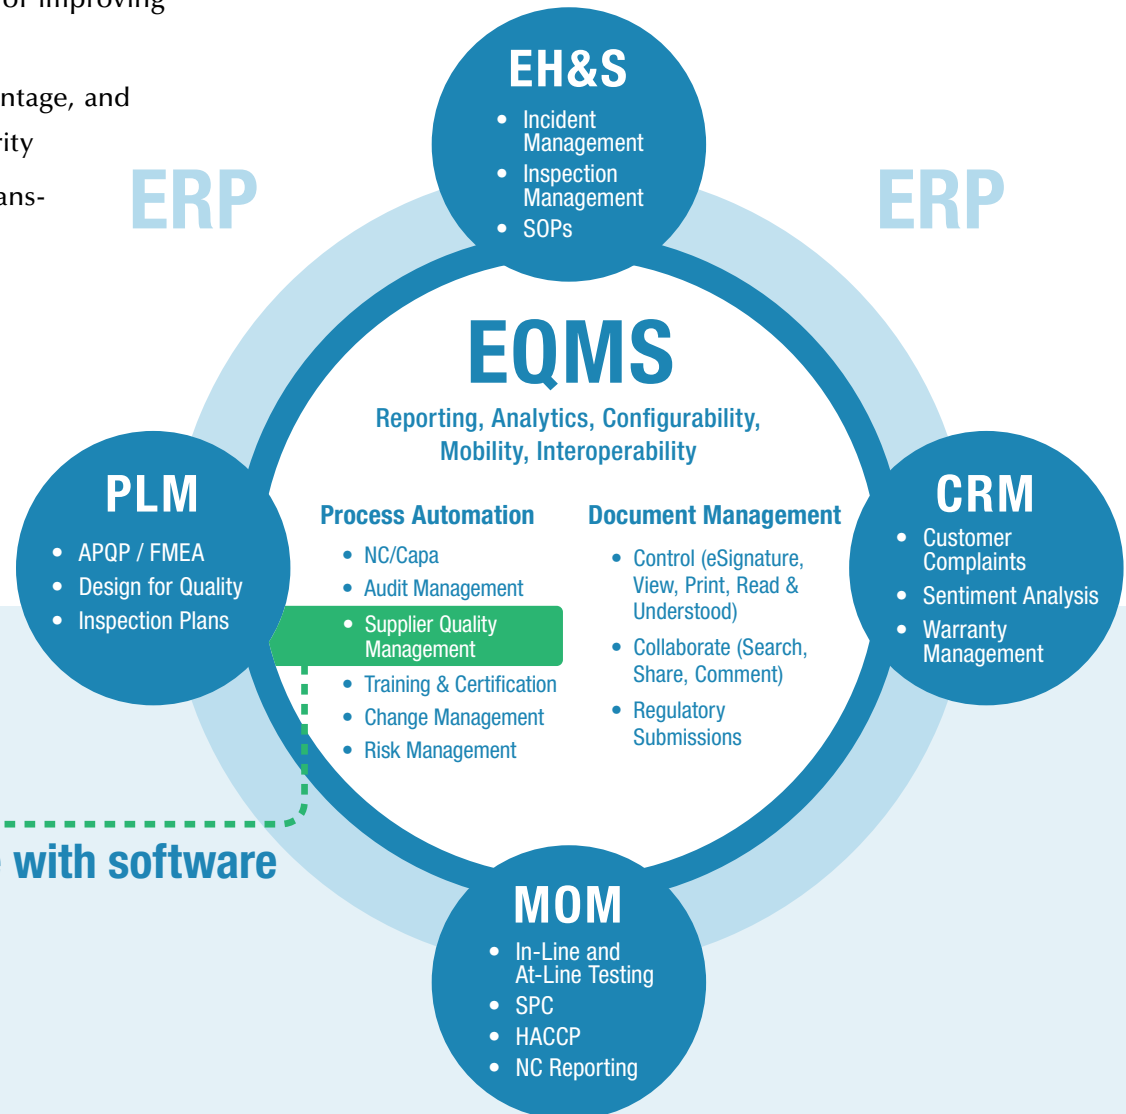 or improving
ntage, and
rity
ans-
ERP
ERP
EH&S
• Incident
Management
• Inspection
Management
• SOPs
EQMS
Reporting, Analytics, Configurability,
Mobility, Interoperability
PLM
• APQP / FMEA
• Design for Quality
• Inspection Plans
Process Automation
• NC/Capa
• Audit Management
• Supplier Quality
Management
• Training & Certification
• Change Management
• Risk Management
Document Management
• Control (eSignature,
View, Print, Read &
Understood)
• Collaborate (Search,
Share, Comment)
• Regulatory
Submissions
CRM
• Customer
Complaints
• Sentiment Analysis
• Warranty
Management
with software
MOM
• In-Line and
At-Line Testing
• SPC
• HACCP
• NC Reporting